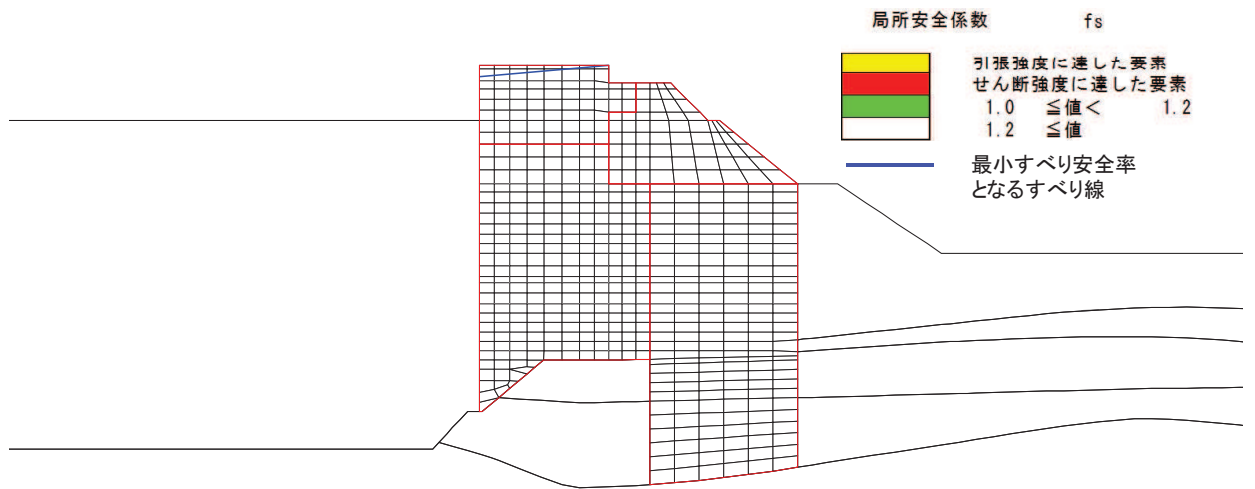 局所安全係数 fs
引張強度に達した要素
せん断強度に達した要素
1.0 ≦値< 1.2
1.2 ≦値
最小すべり安全率
となるすべり線